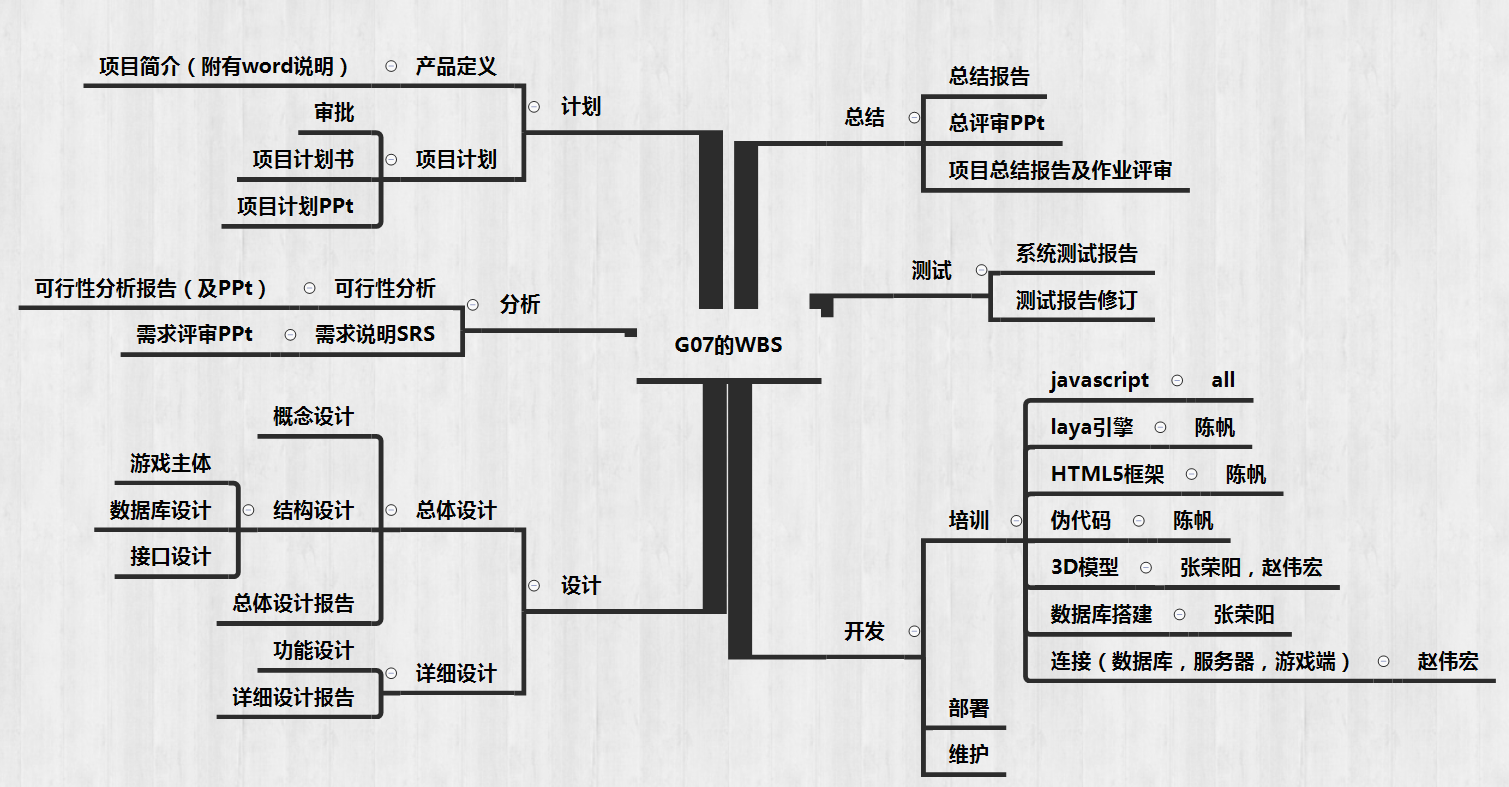 G07的WBS
计划
产品定义
项目简介（附有word说明）
项目计划
审批
项目计划书
项目计划PPt
分析
可行性分析
可行性分析报告（及PPt）
需求说明SRS
需求评审PPt
设计
总体设计
概念设计
结构设计
游戏主体
数据库设计
接口设计
总体设计报告
详细设计
功能设计
详细设计报告
总结
总结报告
总评审PPt
项目总结报告及作业评审
测试
系统测试报告
测试报告修订
开发
培训
javascript
all
laya引擎
陈帆
HTML5框架
陈帆
伪代码
陈帆
3D模型
张荣阳，赵伟宏
数据库搭建
张荣阳
连接（数据库，服务器，游戏端）
赵伟宏
部署
维护